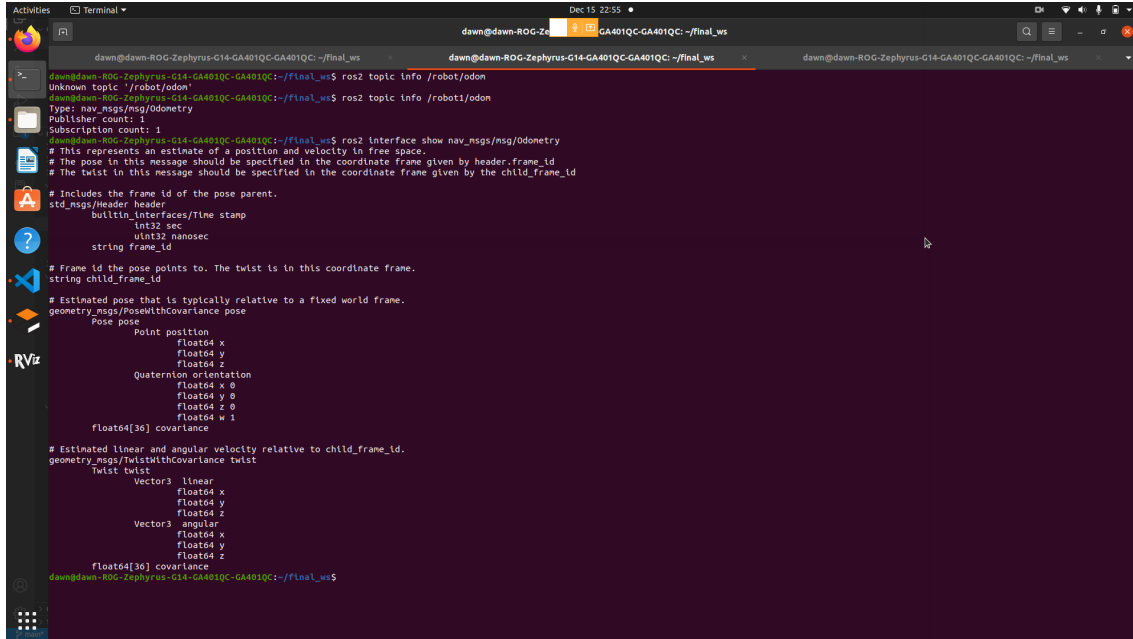 Activities
Terminal
Dec 15 22:55
dawn@dawn-ROG-Ze GA401QC-GA401QC: ~/final_ws
dawn@dawn-ROG-Zephyrus-G14-GA401QC-GA401QC: ~/final_ws
dawn@dawn-ROG-Zephyrus-G14-GA401QC-GA401QC: ~/final_ws
dawn@dawn-ROG-Zephyrus-G14-GA401QC-GA401QC: ~/final_ws
dawn@dawn-ROG-Zephyrus-G14-GA401QC-GA401QC:~/final_ws$ ros2 topic info /robot/odom
Unknown topic '/robot/odom'
dawn@dawn-ROG-Zephyrus-G14-GA401QC-GA401QC:~/final_ws$ ros2 topic info /robot1/odom
Type: nav_msgs/msg/Odometry
Publisher count: 1
Subscription count: 1
dawn@dawn-ROG-Zephyrus-G14-GA401QC-GA401QC:~/final_ws$ ros2 interface show nav_msgs/msg/Odometry
# This represents an estimate of a position and velocity in free space.
# The pose in this message should be specified in the coordinate frame given by header.frame_id
# The twist in this message should be specified in the coordinate frame given by the child_frame_id
# Includes the frame id of the pose parent.
std_msgs/Header header
builtin_interfaces/Time stamp
int32 sec
uint32 nanosec
string frame_id
# Frame id the pose points to. The twist is in this coordinate frame.
string child_frame_id
# Estimated pose that is typically relative to a fixed world frame.
geometry_msgs/PoseWithCovariance pose
Pose pose
Point position
float64 x
float64 y
float64 z
Quaternion orientation
float64 x 0
float64 y 0
float64 z 0
float64 w 1
float64[36] covariance
# Estimated linear and angular velocity relative to child_frame_id.
geometry_msgs/TwistWithCovariance twist
Twist twist
Vector3  linear
float64 x
float64 y
float64 z
Vector3  angular
float64 x
float64 y
float64 z
float64[36] covariance
dawn@dawn-ROG-Zephyrus-G14-GA401QC-GA401QC:~/final_ws$
RViz
main*